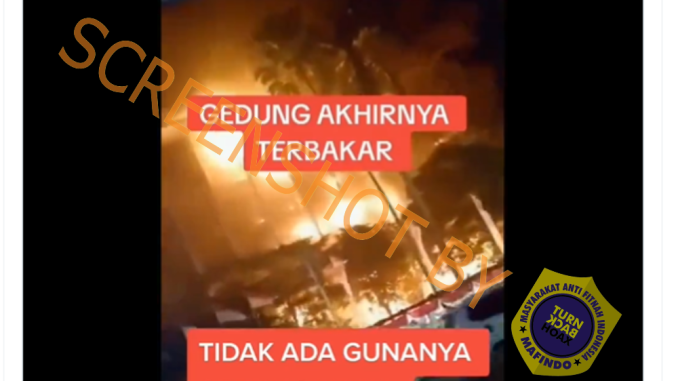 GEDUNG AKHIRNYA
TERBAKAR
SCREENSHOT BY
TIDAK ADA GUNANYA
MASYARAKAT ANTI FITNAH INDONESIA
TURN
BACK
HOAX
MAFINDO